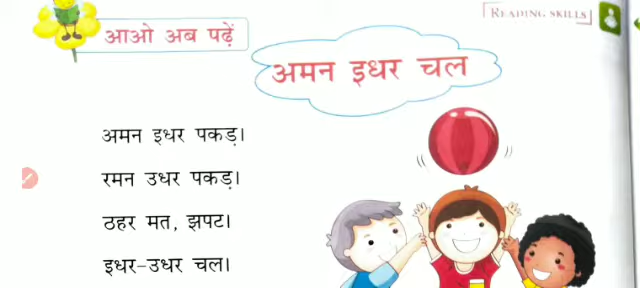 READING SKILLS
आओ अब पढ़ें
अमन इधर चल
अमन इधर पकड़।
रमन उधर पकड़।
ठहर मत, झपट।
इधर-उधर चल।